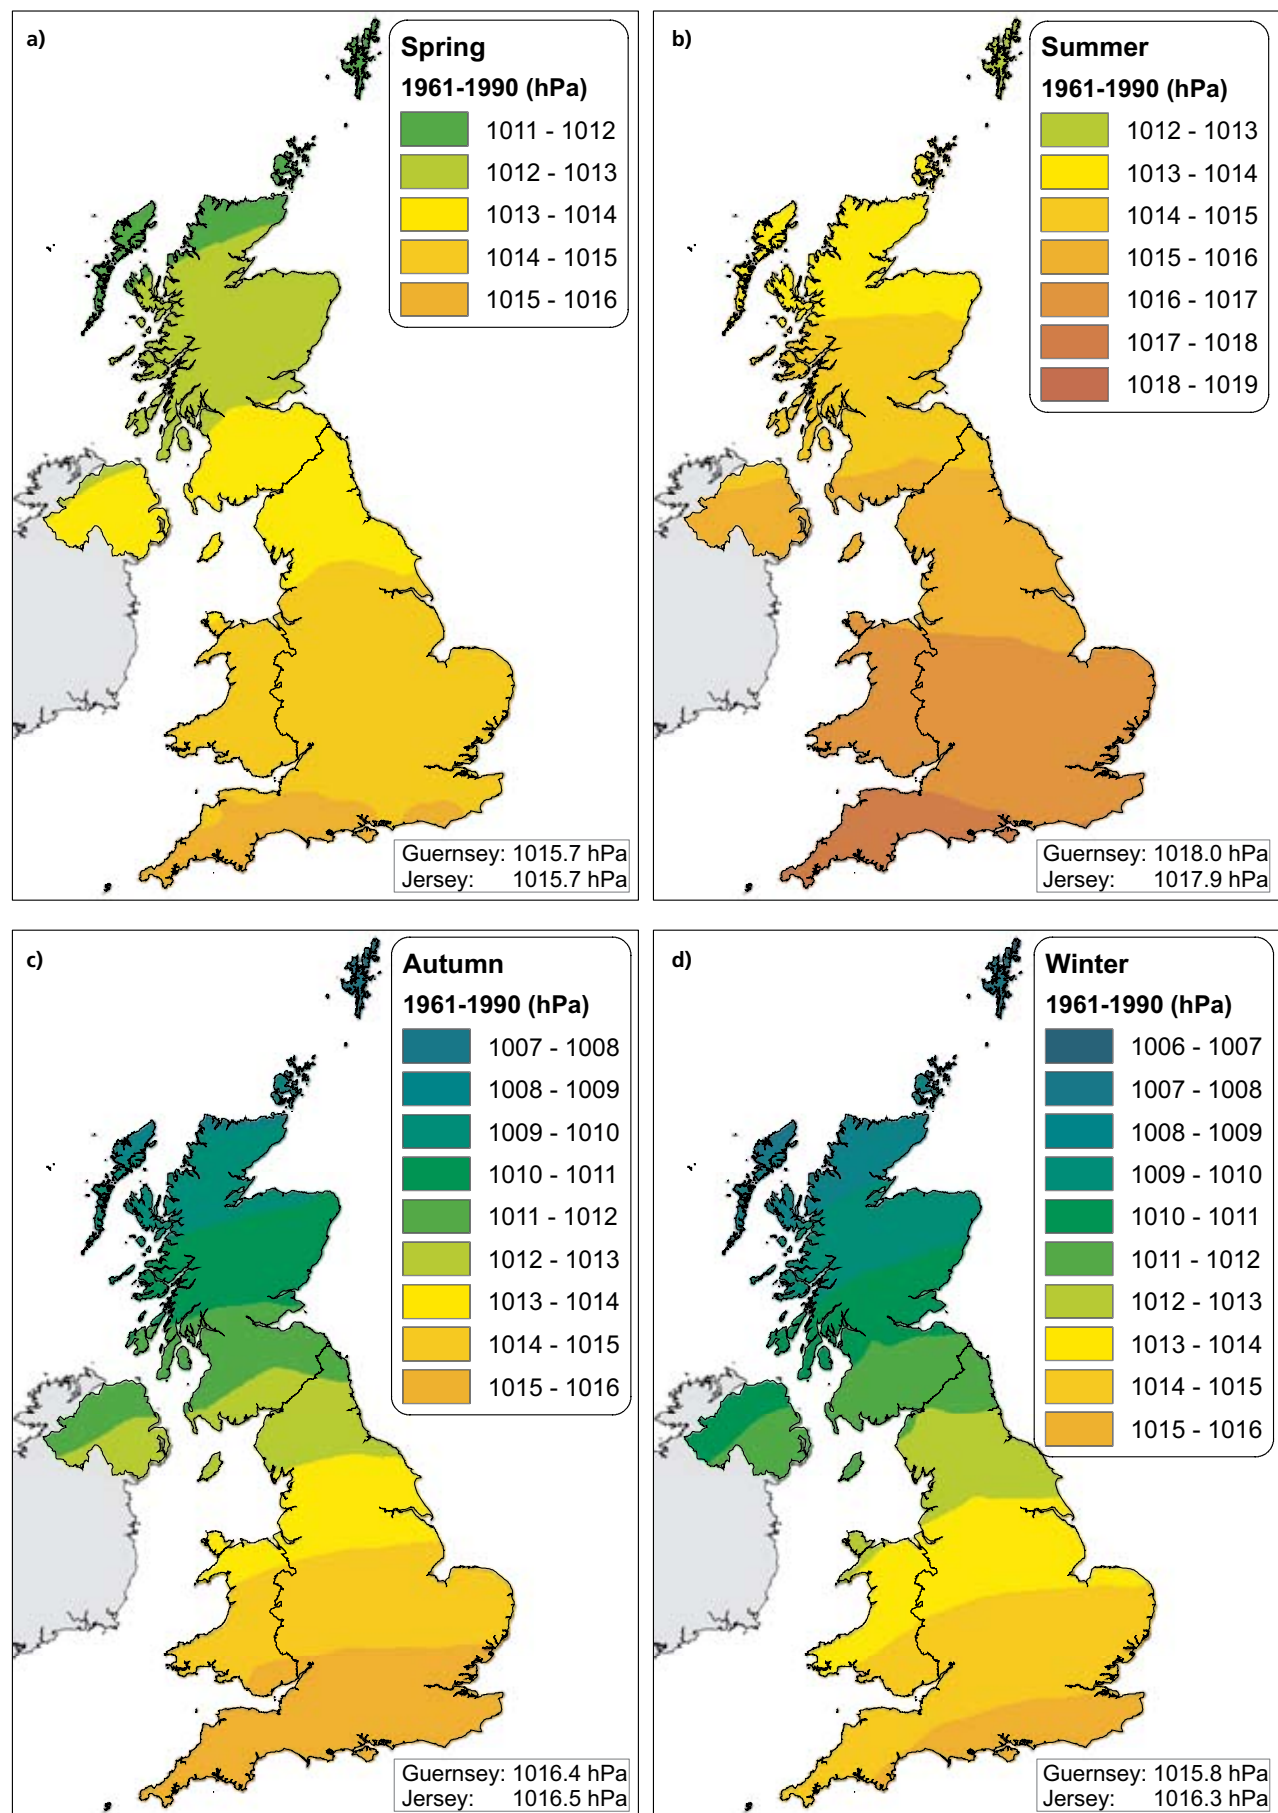 a)
Spring
1961-1990 (hPa)
1011 - 1012
1012 - 1013
1013 - 1014
1014 - 1015
1015 - 1016
Guernsey: 1015.7 hPa
Jersey: 1015.7 hPa
b)
Summer
1961-1990 (hPa)
1012 - 1013
1013 - 1014
1014 - 1015
1015 - 1016
1016 - 1017
1017 - 1018
1018 - 1019
Guernsey: 1018.0 hPa
Jersey: 1017.9 hPa
c)
Autumn
1961-1990 (hPa)
1007 - 1008
1008 - 1009
1009 - 1010
1010 - 1011
1011 - 1012
1012 - 1013
1013 - 1014
1014 - 1015
1015 - 1016
Guernsey: 1016.4 hPa
Jersey: 1016.5 hPa
d)
Winter
1961-1990 (hPa)
1006 - 1007
1007 - 1008
1008 - 1009
1009 - 1010
1010 - 1011
1011 - 1012
1012 - 1013
1013 - 1014
1014 - 1015
1015 - 1016
Guernsey: 1015.8 hPa
Jersey: 1016.3 hPa